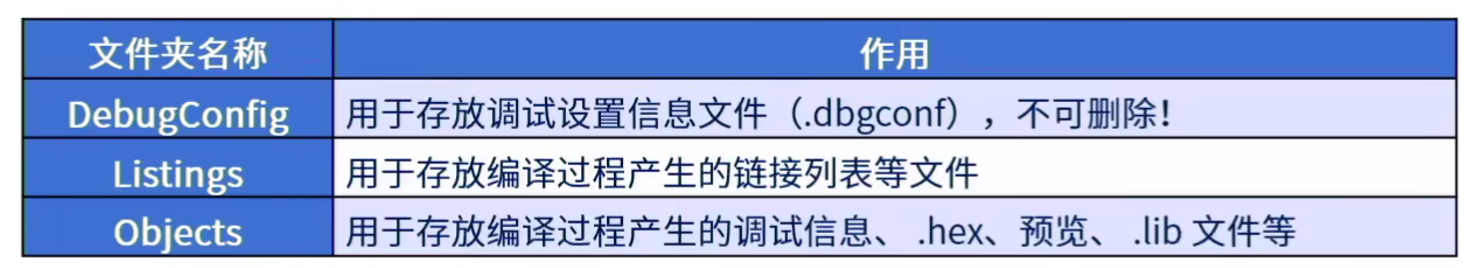 文件夹名称 作用
DebugConfig 用于存放调试设置信息文件（.dbgconf），不可删除！
Listings 用于存放编译过程产生的链接列表等文件
Objects 用于存放编译过程产生的调试信息、 .hex、预览、 .lib 文件等